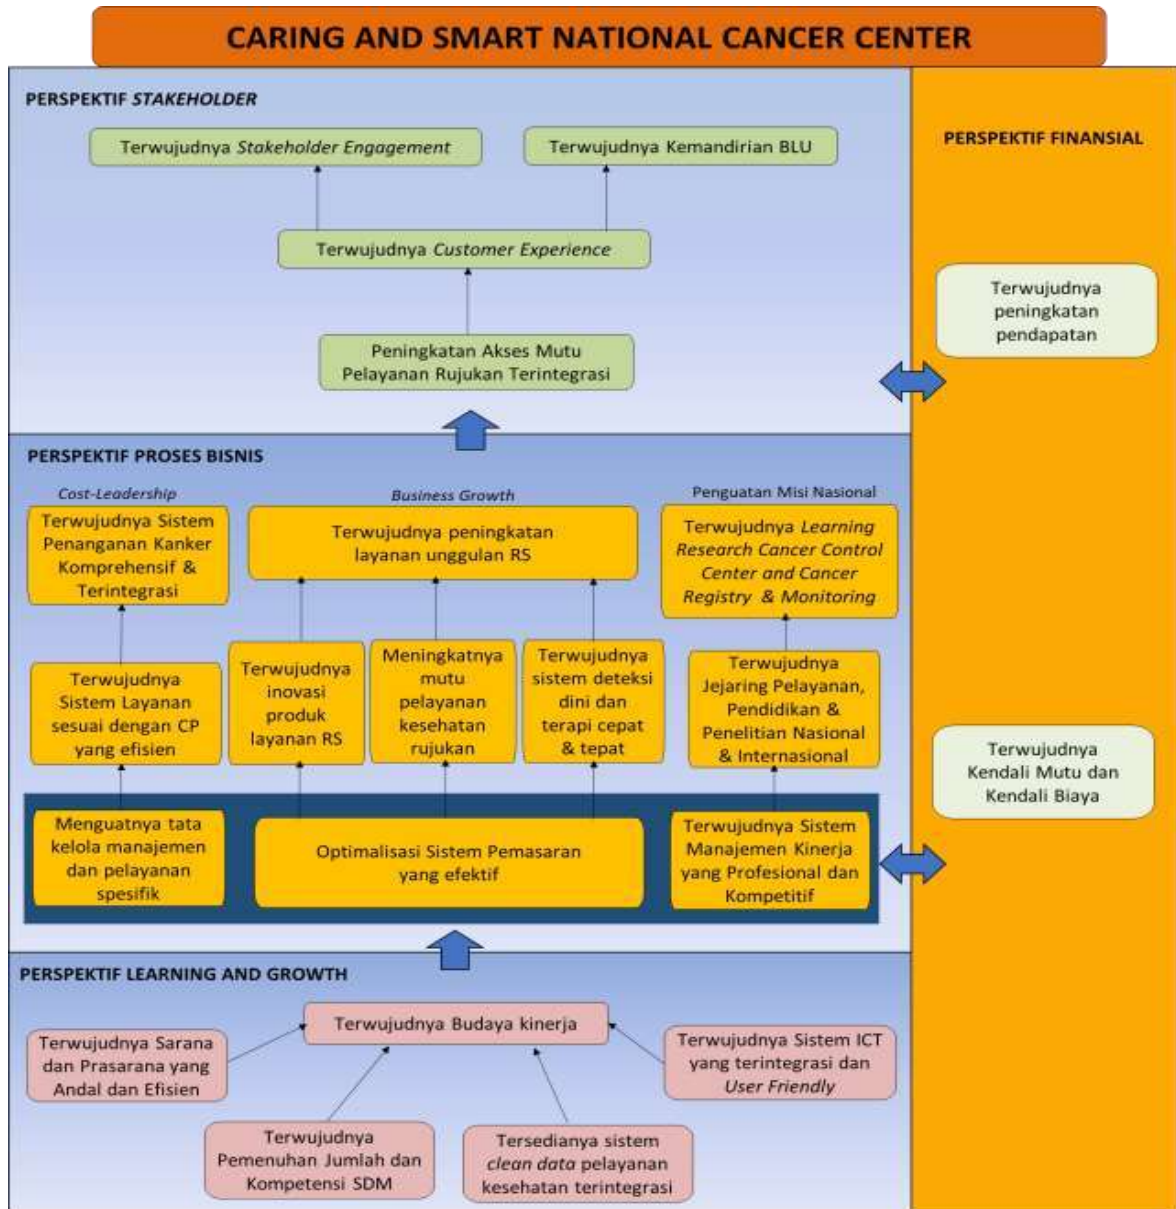 CARING AND SMART NATIONAL CANCER CENTER
PERSPEKTIF STAKEHOLDER
Terwujudnya Stakeholder Engagement
Terwujudnya Kemandirian BLU
Terwujudnya Customer Experience
Peningkatan Akses Mutu
Pelayanan Rujukan Terintegrasi
PERSPEKTIF FINANSIAL
Terwujudnya
peningkatan
pendapatan
Terwujudnya
Kendali Mutu dan
Kendali Biaya
PERSPEKTIF PROSES BISNIS
Cost-Leadership
Terwujudnya Sistem
Penanganan Kanker
Komprehensif &
Terintegrasi
Business Growth
Terwujudnya peningkatan
layanan unggulan RS
Penguatan Misi Nasional
Terwujudnya Learning
Research Cancer Control
Center and Cancer
Registry & Monitoring
Terwujudnya
Sistem Layanan
sesuai dengan CP
yang efisien
Terwujudnya
inovasi
produk
layanan RS
Meningkatnya
mutu
pelayanan
kesehatan
rujukan
Terwujudnya
sistem deteksi
dini dan
terapi cepat
& tepat
Terwujudnya
Jejaring Pelayanan,
Pendidikan &
Penelitian Nasional
& Internasional
Menguatnya tata
kelola manajemen
dan pelayanan
spesifik
Optimalisasi Sistem Pemasaran
yang efektif
Terwujudnya Sistem
Manajemen Kinerja
yang Profesional dan
Kompetitif
PERSPEKTIF LEARNING AND GROWTH
Terwujudnya Budaya kinerja
Terwujudnya Sarana
dan Prasarana yang
Andal dan Efisien
Terwujudnya Sistem ICT
yang terintegrasi dan
User Friendly
Terwujudnya
Pemenuhan Jumlah dan
Kompetensi SDM
Tersedianya sistem
clean data pelayanan
kesehatan terintegrasi